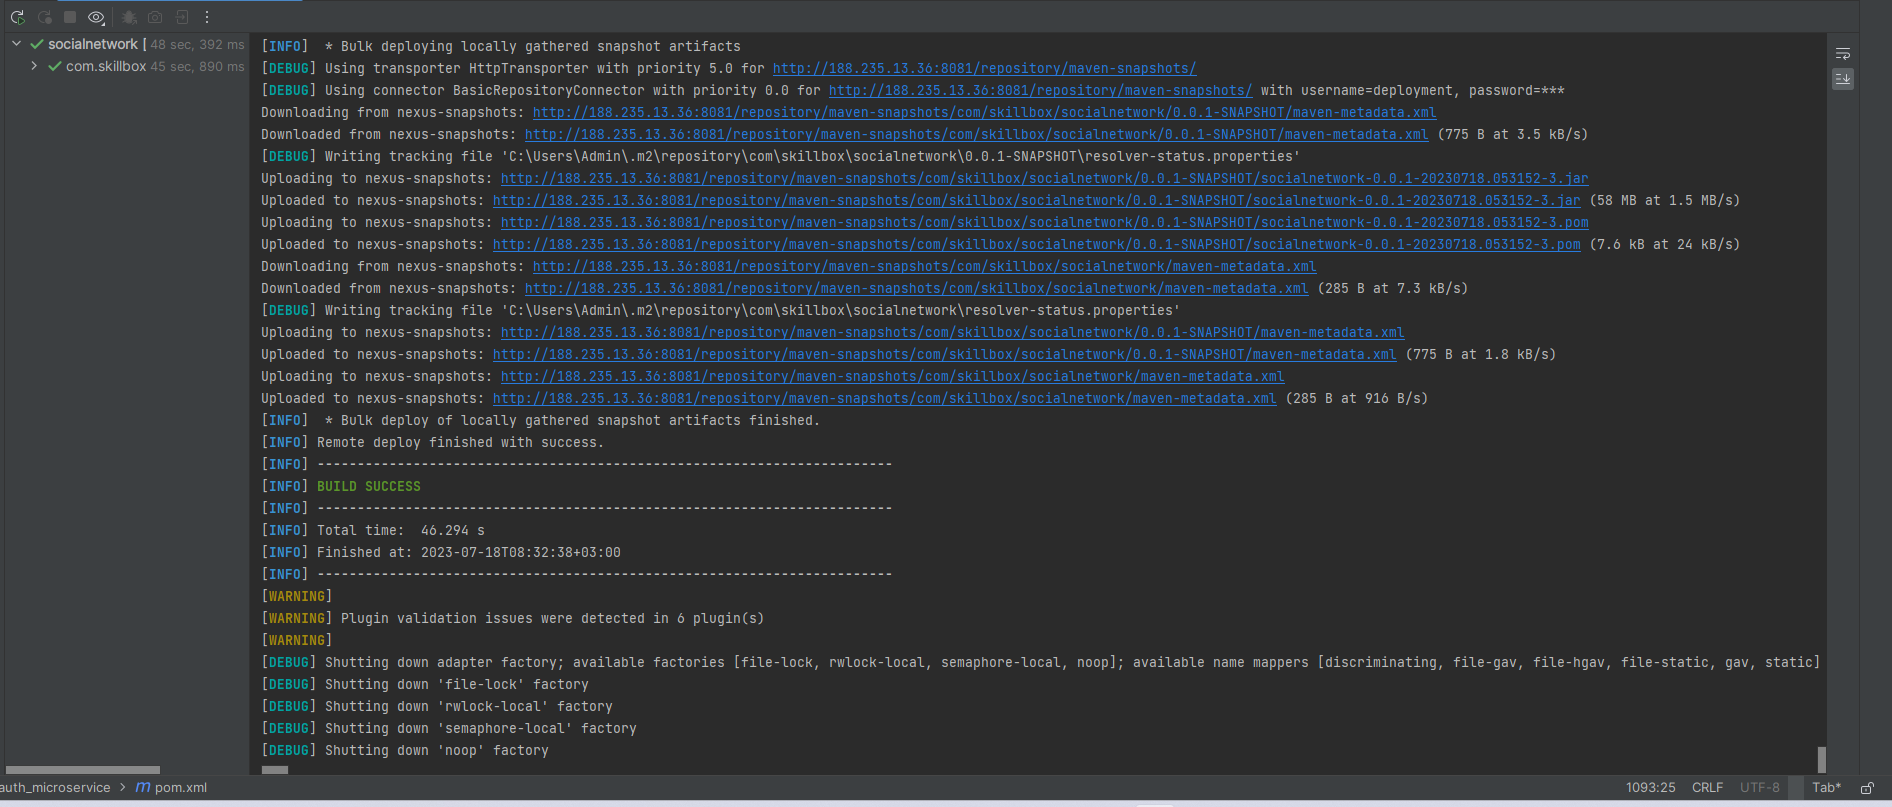 socialnetwork [ 48 sec, 392 ms
com.skillbox 45 sec, 890 ms
[INFO]  * Bulk deploying locally gathered snapshot artifacts
[DEBUG] Using transporter HttpTransporter with priority 5.0 for http://188.235.13.36:8081/repository/maven-snapshots/
[DEBUG] Using connector BasicRepositoryConnector with priority 0.0 for http://188.235.13.36:8081/repository/maven-snapshots/ with username=deployment, password=***
Downloading from nexus-snapshots: http://188.235.13.36:8081/repository/maven-snapshots/com/skillbox/socialnetwork/0.0.1-SNAPSHOT/maven-metadata.xml
Downloaded from nexus-snapshots: http://188.235.13.36:8081/repository/maven-snapshots/com/skillbox/socialnetwork/0.0.1-SNAPSHOT/maven-metadata.xml (775 B at 3.5 kB/s)
[DEBUG] Writing tracking file 'C:\Users\Admin\.m2\repository\com\skillbox\socialnetwork\0.0.1-SNAPSHOT\resolver-status.properties'
Uploading to nexus-snapshots: http://188.235.13.36:8081/repository/maven-snapshots/com/skillbox/socialnetwork/0.0.1-SNAPSHOT/socialnetwork-0.0.1-20230718.053152-3.jar
Uploaded to nexus-snapshots: http://188.235.13.36:8081/repository/maven-snapshots/com/skillbox/socialnetwork/0.0.1-SNAPSHOT/socialnetwork-0.0.1-20230718.053152-3.jar (58 MB at 1.5 MB/s)
Uploading to nexus-snapshots: http://188.235.13.36:8081/repository/maven-snapshots/com/skillbox/socialnetwork/0.0.1-SNAPSHOT/socialnetwork-0.0.1-20230718.053152-3.pom
Uploaded to nexus-snapshots: http://188.235.13.36:8081/repository/maven-snapshots/com/skillbox/socialnetwork/0.0.1-SNAPSHOT/socialnetwork-0.0.1-20230718.053152-3.pom (7.6 kB at 24 kB/s)
Downloading from nexus-snapshots: http://188.235.13.36:8081/repository/maven-snapshots/com/skillbox/socialnetwork/maven-metadata.xml
Downloaded from nexus-snapshots: http://188.235.13.36:8081/repository/maven-snapshots/com/skillbox/socialnetwork/maven-metadata.xml (285 B at 7.3 kB/s)
[DEBUG] Writing tracking file 'C:\Users\Admin\.m2\repository\com\skillbox\socialnetwork\resolver-status.properties'
Uploading to nexus-snapshots: http://188.235.13.36:8081/repository/maven-snapshots/com/skillbox/socialnetwork/0.0.1-SNAPSHOT/maven-metadata.xml
Uploaded to nexus-snapshots: http://188.235.13.36:8081/repository/maven-snapshots/com/skillbox/socialnetwork/0.0.1-SNAPSHOT/maven-metadata.xml (775 B at 1.8 kB/s)
Uploading to nexus-snapshots: http://188.235.13.36:8081/repository/maven-snapshots/com/skillbox/socialnetwork/maven-metadata.xml
Uploaded to nexus-snapshots: http://188.235.13.36:8081/repository/maven-snapshots/com/skillbox/socialnetwork/maven-metadata.xml (285 B at 916 B/s)
[INFO]  * Bulk deploy of locally gathered snapshot artifacts finished.
[INFO] Remote deploy finished with success.
[INFO] ------------------------------------------------------------------------
[INFO] BUILD SUCCESS
[INFO] ------------------------------------------------------------------------
[INFO] Total time:  46.294 s
[INFO] Finished at: 2023-07-18T08:32:38+03:00
[INFO] ------------------------------------------------------------------------
[WARNING]
[WARNING] Plugin validation issues were detected in 6 plugin(s)
[WARNING]
[DEBUG] Shutting down adapter factory; available factories [file-lock, rwlock-local, semaphore-local, noop]; available name mappers [discriminating, file-gav, file-hgav, file-static, gav, static]
[DEBUG] Shutting down 'file-lock' factory
[DEBUG] Shutting down 'rwlock-local' factory
[DEBUG] Shutting down 'semaphore-local' factory
[DEBUG] Shutting down 'noop' factory
auth_microservice > m pom.xml
1093:25 CRLF UTF-8 Tab*